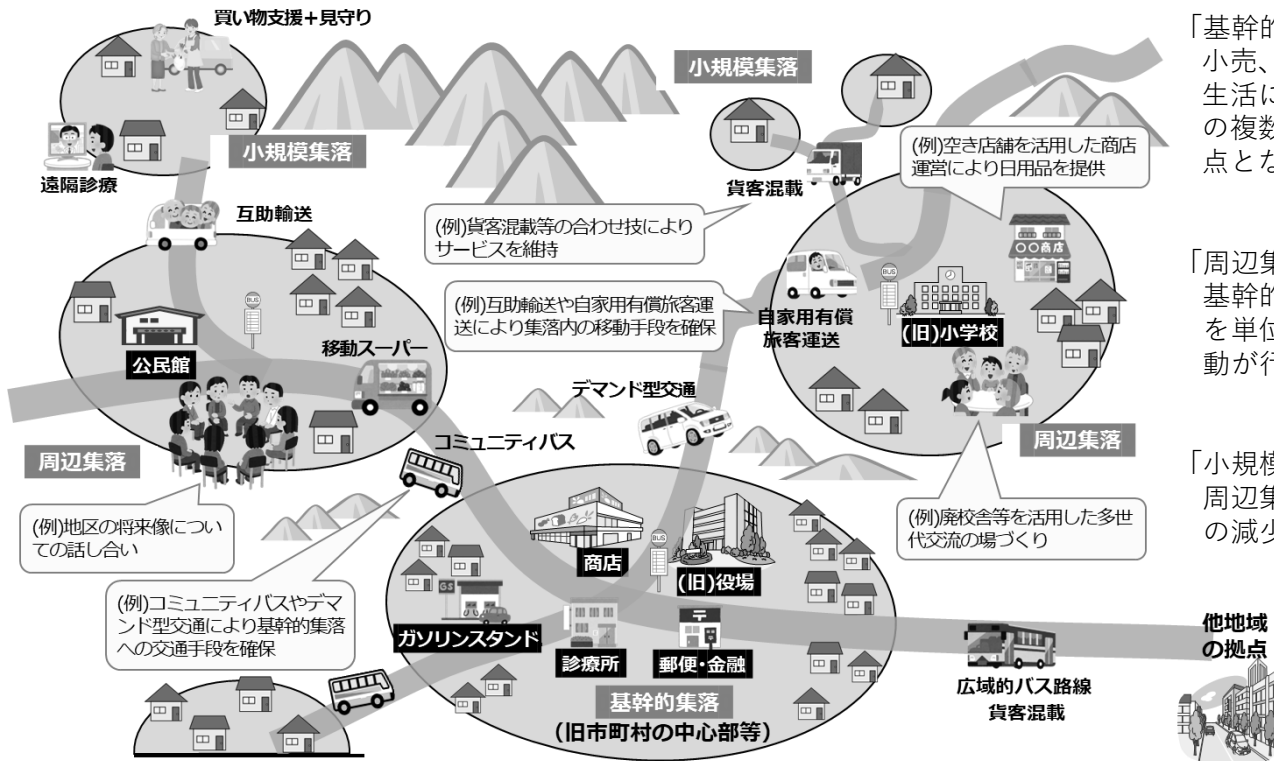 買い物支援+見守り
小規模集落
遠隔診療
互助輸送
公民館
移動スーパー
周辺集落
(例)地区の将来像につい
ての話し合い
小規模集落
貨客混載
(例)貨客混載等の合わせ技により
サービスを維持
(例)空き店舗を活用した商店
運営により日用品を提供
〇〇商店
BUS
BUS
(例)互助輸送や自家用有償旅客運
送により集落内の移動手段を確保
自家用有償
旅客運送
(旧)小学校
周辺集落
(例)廃校舎等を活用した多世
代交流の場づくり
デマンド型交通
コミュニティバス
(例)コミュニティバスやデマ
ンド型交通により基幹的集落
への交通手段を確保
商店
BUS
(旧)役場
GS
ガソリンスタンド
診療所
〒
郵便・金融
基幹的集落
(旧市町村の中心部等)
広域的バス路線
貨客混載
他地域
の拠点
「基幹的
小売、
生活に
の複数
点とな
「周辺集
基幹的
を単位
動が行
「小規模
周辺集
の減少